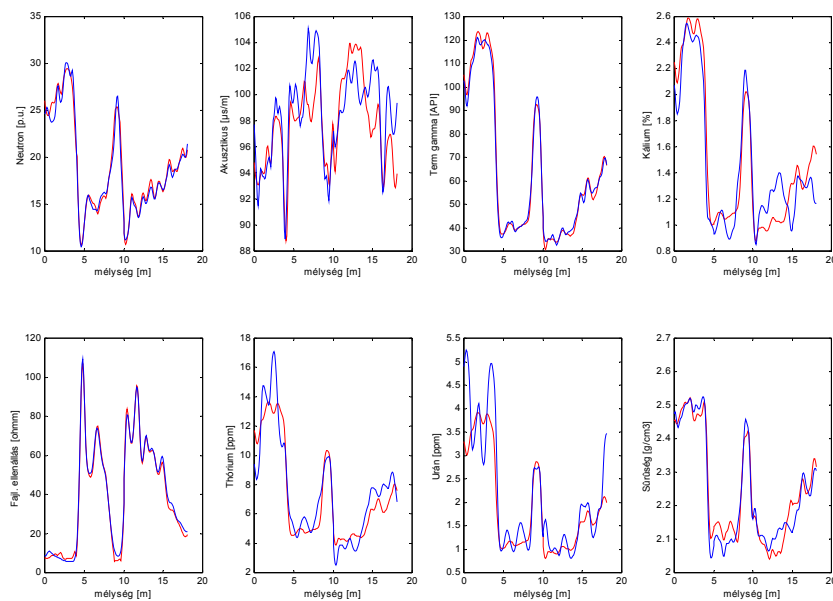 30
25
20
15
10
0 5 10 15 20
Neutron [p.u.]
mélység [m]
106
104
102
100
98
96
94
92
90
88
0 5 10 15 20
Akusztikus [µs/m]
mélység [m]
130
120
110
100
90
80
70
60
50
40
30
0 5 10 15 20
Term gamma [API]
mélység [m]
2.6
2.4
2.2
2
1.8
1.6
1.4
1.2
1
0.8
0 5 10 15 20
Kálium [%]
mélység [m]
120
100
80
60
40
20
0
0 5 10 15 20
Fajl. ellenállás [ohmm]
mélység [m]
18
16
14
12
10
8
6
4
2
0 5 10 15 20
Thórium [ppm]
mélység [m]
5.5
5
4.5
4
3.5
3
2.5
2
1.5
1
0.5
0 5 10 15 20
Urán [ppm]
mélység [m]
2.7
2.6
2.5
2.4
2.3
2.2
2.1
2
0 5 10 15 20
Sûrûség [g/cm3]
mélység [m]